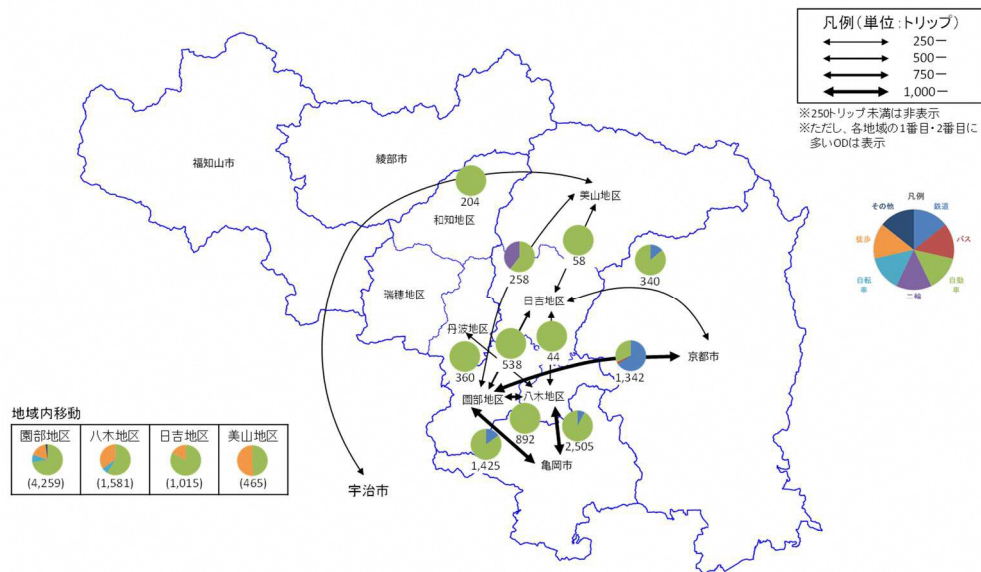 凡例(単位:トリップ)
250ー
500ー
750ー
1,000ー
※250トリップ未満は非表示
※ただし、各地域の1番目・2番目に
多いODは表示
福知山市
綾部市
美山地区
204
和知地区
258
58
340
瑞穂地区
日吉地区
丹波地区
360
538
44
京都市
1,342
園部地区
八木地区
892
2,505
1,425
亀岡市
宇治市
凡例
その他
鉄道
徒歩
バス
自転
車
自動
車
二輪
地域内移動
園部地区
八木地区
日吉地区
美山地区
(4,259)
(1,581)
(1,015)
(465)